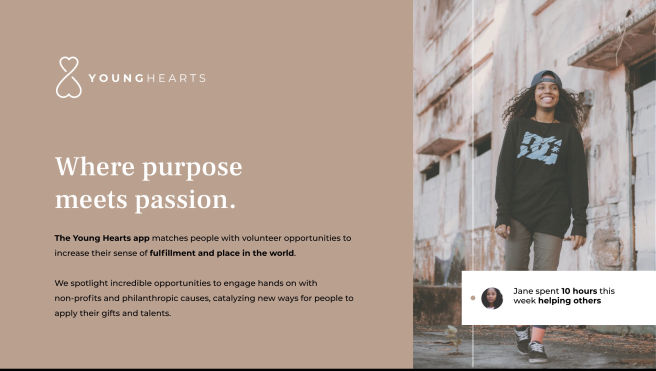 YOUNGHEARTS
Where purpose
meets passion.
The Young Hearts app matches people with volunteer opportunities to
increase their sense of fulfillment and place in the world.
We spotlight incredible opportunities to engage hands on with
non-profits and philanthropic causes, catalyzing new ways for people to
apply their gifts and talents.
DC
Jane spent 10 hours this
week helping others